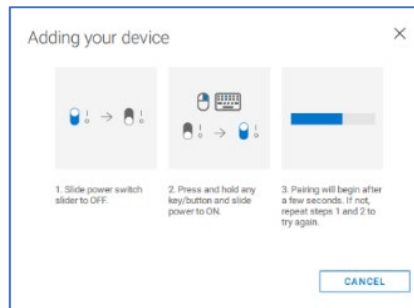 Adding your device
1. Slide power switch
slider to OFF.
2. Press and hold any
key/button and slide
power to ON.
3. Pairing will begin after
a few seconds. If not,
repeat steps 1 and 2 to
try again.
CANCEL